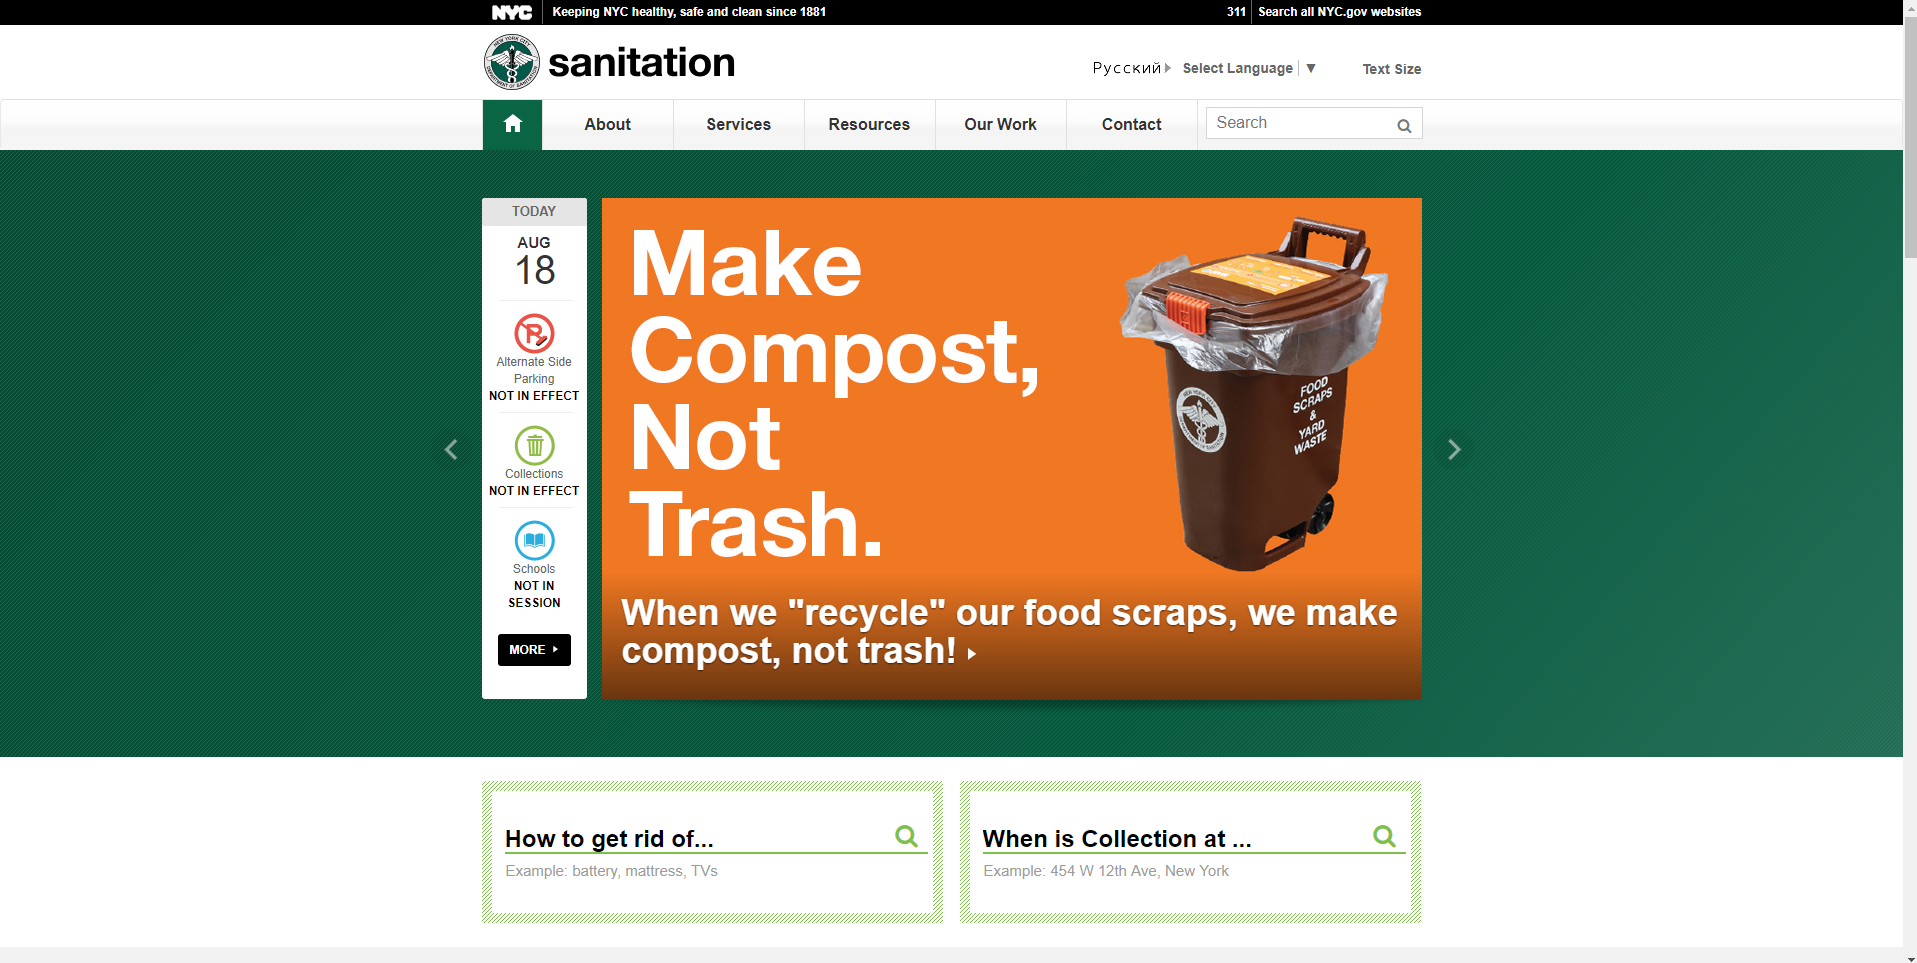 NYC
Keeping NYC healthy, safe and clean since 1881
311
Search all NYC.gov websites
sanitation
Русский
Select Language ▼
Text Size
About
Services
Resources
Our Work
Contact
Search
TODAY
AUG
18
Alternate Side
Parking
NOT IN EFFECT
Collections
NOT IN EFFECT
Schools
NOT IN
SESSION
MORE
Make
Compost,
Not
Trash.
FOOD
SCRAPS
&
YARD
WASTE
When we "recycle" our food scraps, we make
compost, not trash!
How to get rid of...
Example: battery, mattress, TVs
When is Collection at ...
Example: 454 W 12th Ave, New York